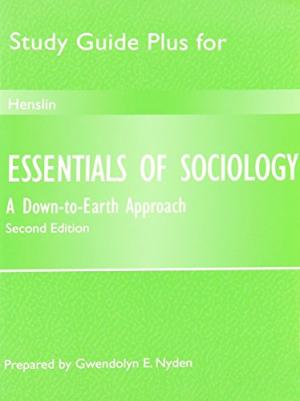 Study Guide Plus for
Henslin
ESSENTIALS OF SOCIOLOGY
A Down-to-Earth Approach
Second Edition
Prepared by Gwendolyn E. Nyden